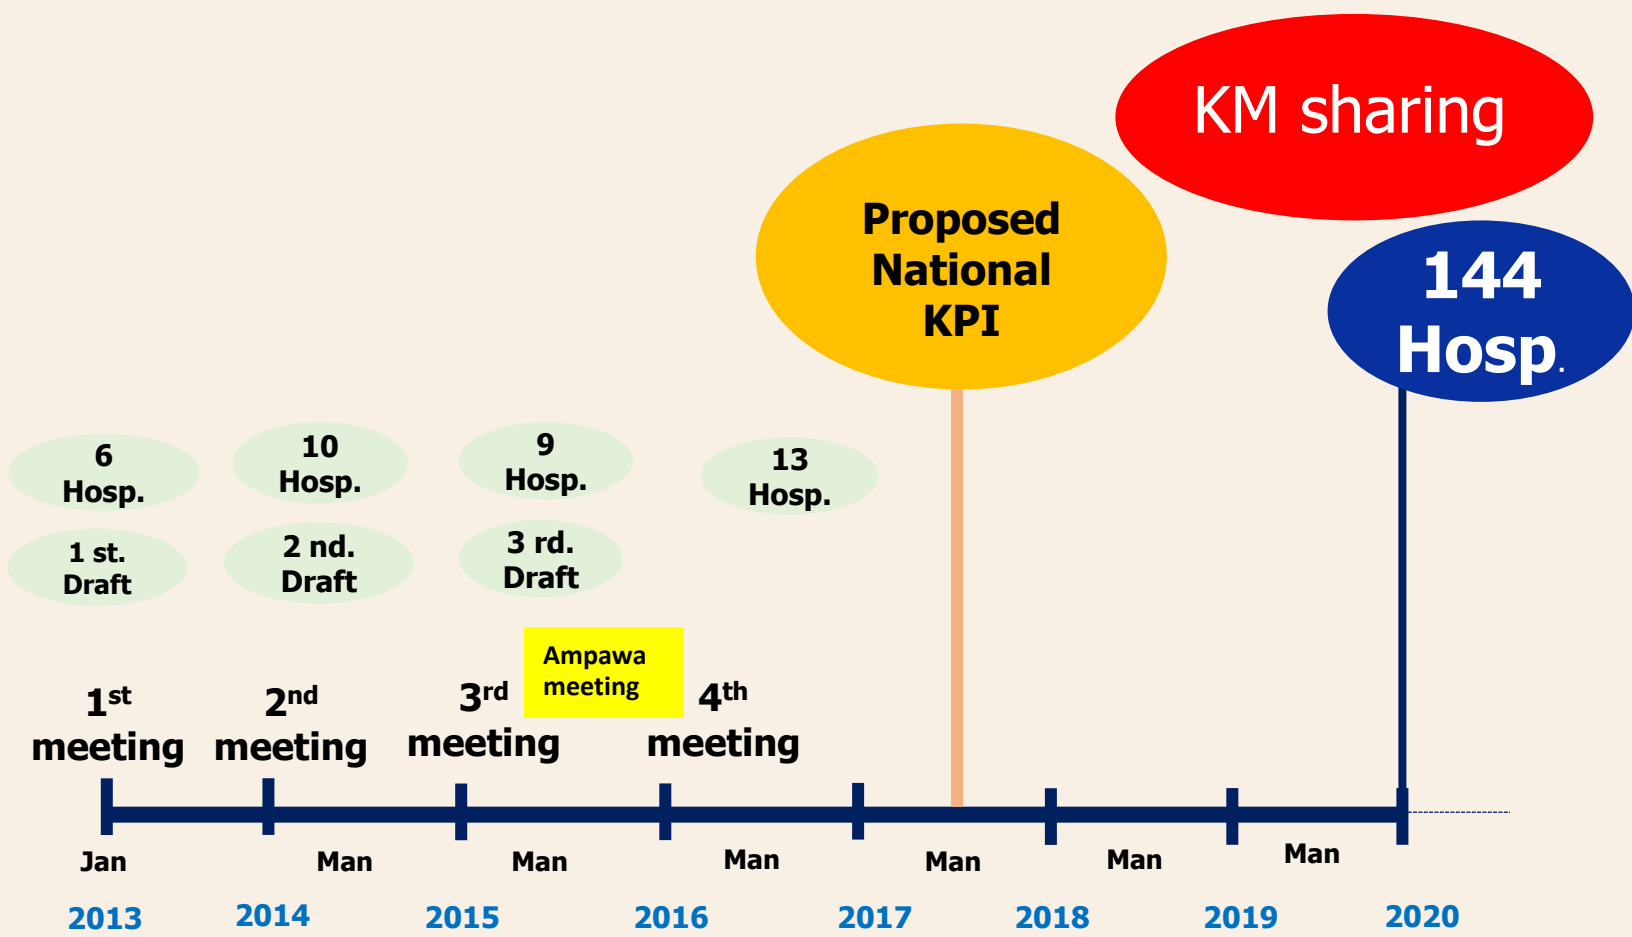 KM sharing
Proposed
National
KPI
144
Hosp.
6
Hosp.
10
Hosp.
9
Hosp.
13
Hosp.
1 st.
Draft
2 nd.
Draft
3 rd.
Draft
Ampawa
meeting
1st
meeting
2nd
meeting
3rd
meeting
4th
meeting
Jan
Man
Man
Man
Man
Man
Man
2013
2014
2015
2016
2017
2018
2019
2020